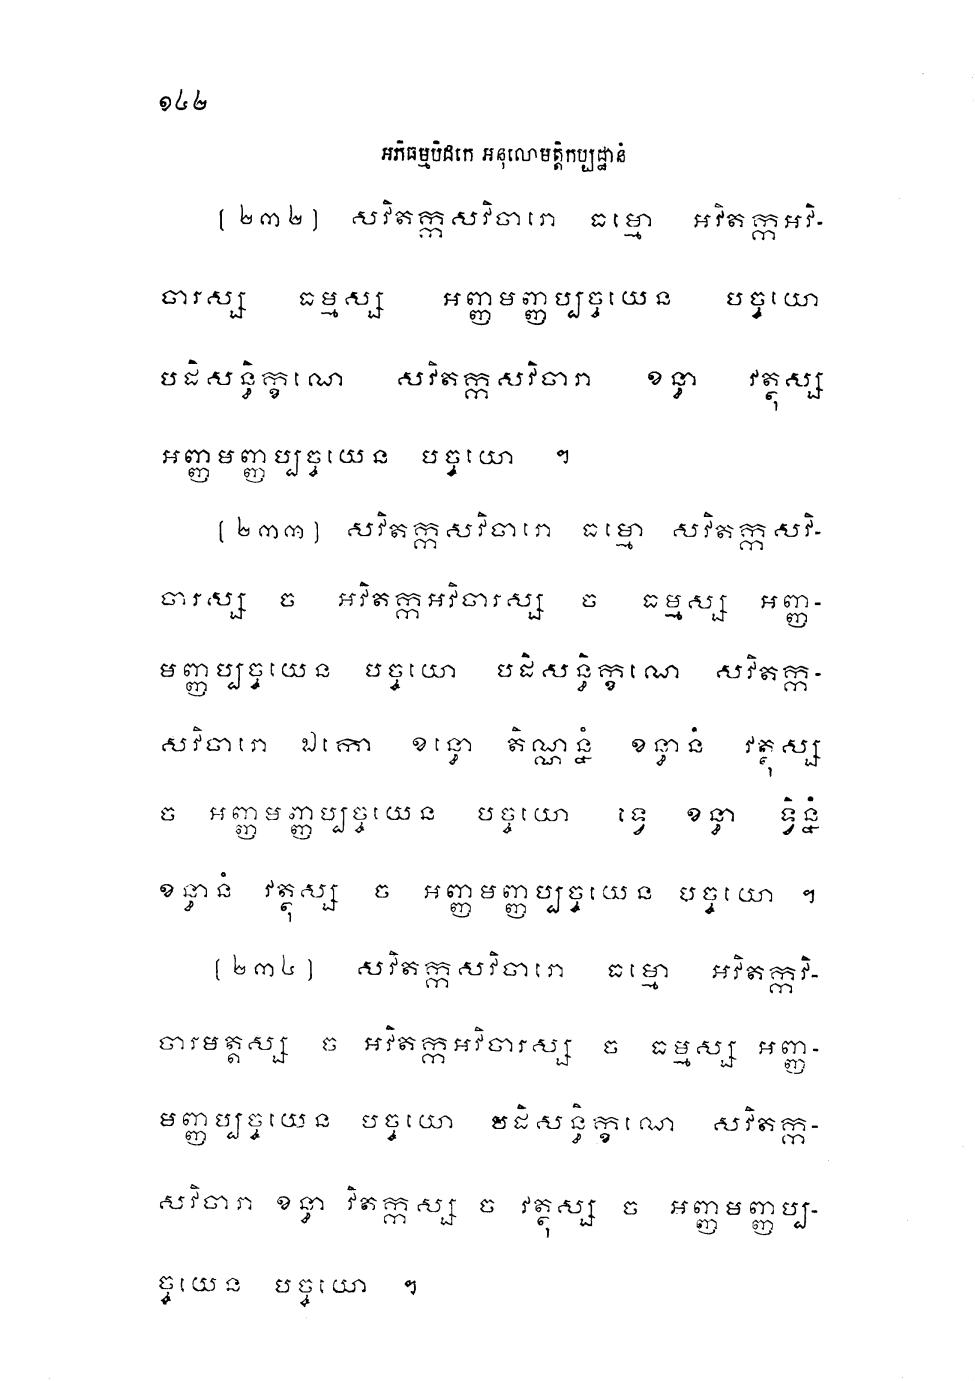 ១៤២
អភិធម្មបិដកេ អនុលោមត្តិកប្បដ្ឋានំ
[២៣២] សវិតក្កសវិចារោ ធម្មោ អវិតក្កអវិ-
ចារស្ស ធម្មស្ស អញ្ញមញ្ញប្បច្ចយេន បច្ចយោ
បដិសន្ធិក្ខណេ សវិតក្កសវិចារា ខន្ធា វត្ថុស្ស
អញ្ញមញ្ញប្បច្ចយេន បច្ចយោ ។
[២៣៣] សវិតក្កសវិចារោ ធម្មោ សវិតក្កសវិ-
ចារស្ស ច អវិតក្កអវិចារស្ស ច ធម្មស្ស អញ្ញ-
មញ្ញប្បច្ចយេន បច្ចយោ បដិសន្ធិក្ខណេ សវិតក្ក-
សវិចារោ ឯកោ ខន្ធោ តិណ្ណន្នំ ខន្ធានំ វត្ថុស្ស
ច អញ្ញមញ្ញប្បច្ចយេន បច្ចយោ ទ្វេ ខន្ធា ទ្វិន្នំ
ខន្ធានំ វត្ថុស្ស ច អញ្ញមញ្ញប្បច្ចយេន បច្ចយោ ។
[២៣៤] សវិតក្កសវិចារោ ធម្មោ អវិតក្កវិ-
ចារមត្តស្ស ច អវិតក្កអវិចារស្ស ច ធម្មស្ស អញ្ញ-
មញ្ញប្បច្ចយេន បច្ចយោ បដិសន្ធិក្ខណេ សវិតក្ក-
សវិចារា ខន្ធា វិតក្កស្ស ច វត្ថុស្ស ច អញ្ញមញ្ញប្ប-
ច្ចយេន បច្ចយោ ។